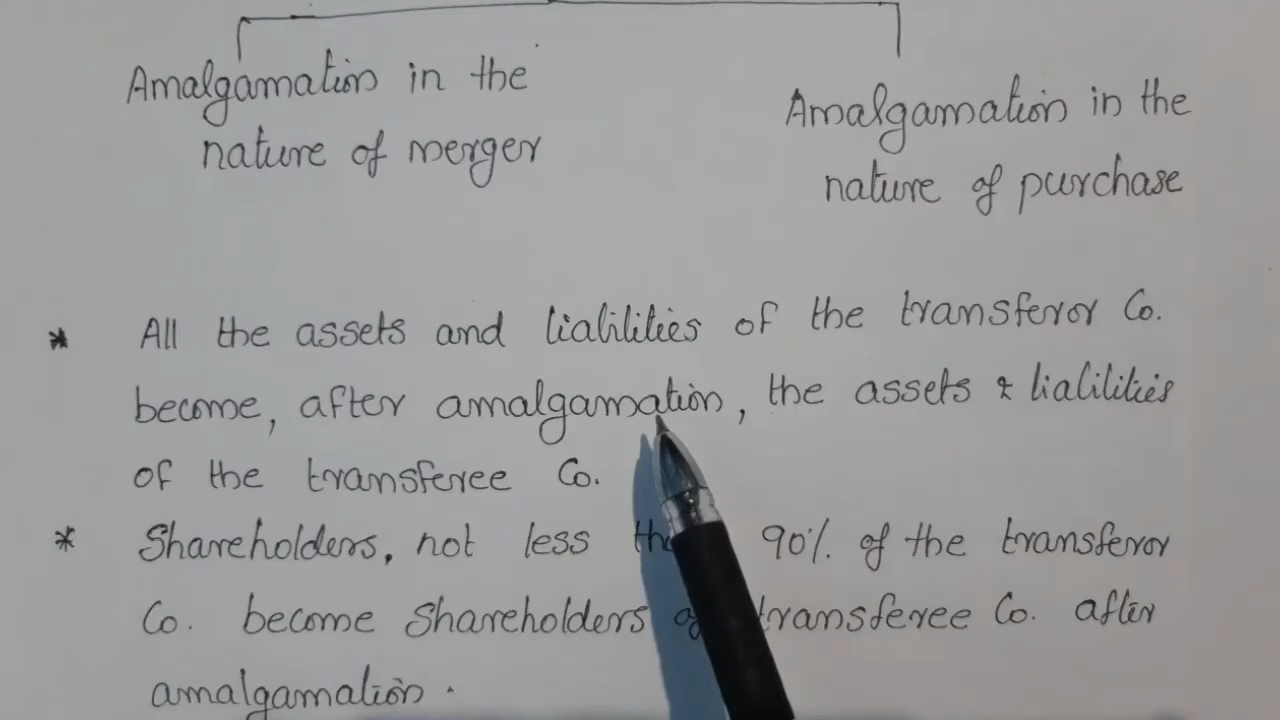 Amalgamation in the
nature of merger
Amalgamation in the
nature of purchase
* All the assets and liabilities of the transferor Co.
become, after amalgamation, the assets & liabilities
of the transferee Co.
* Shareholders, not less 90% of the transferor
Co. become shareholders transferee Co. after
amalgamation.